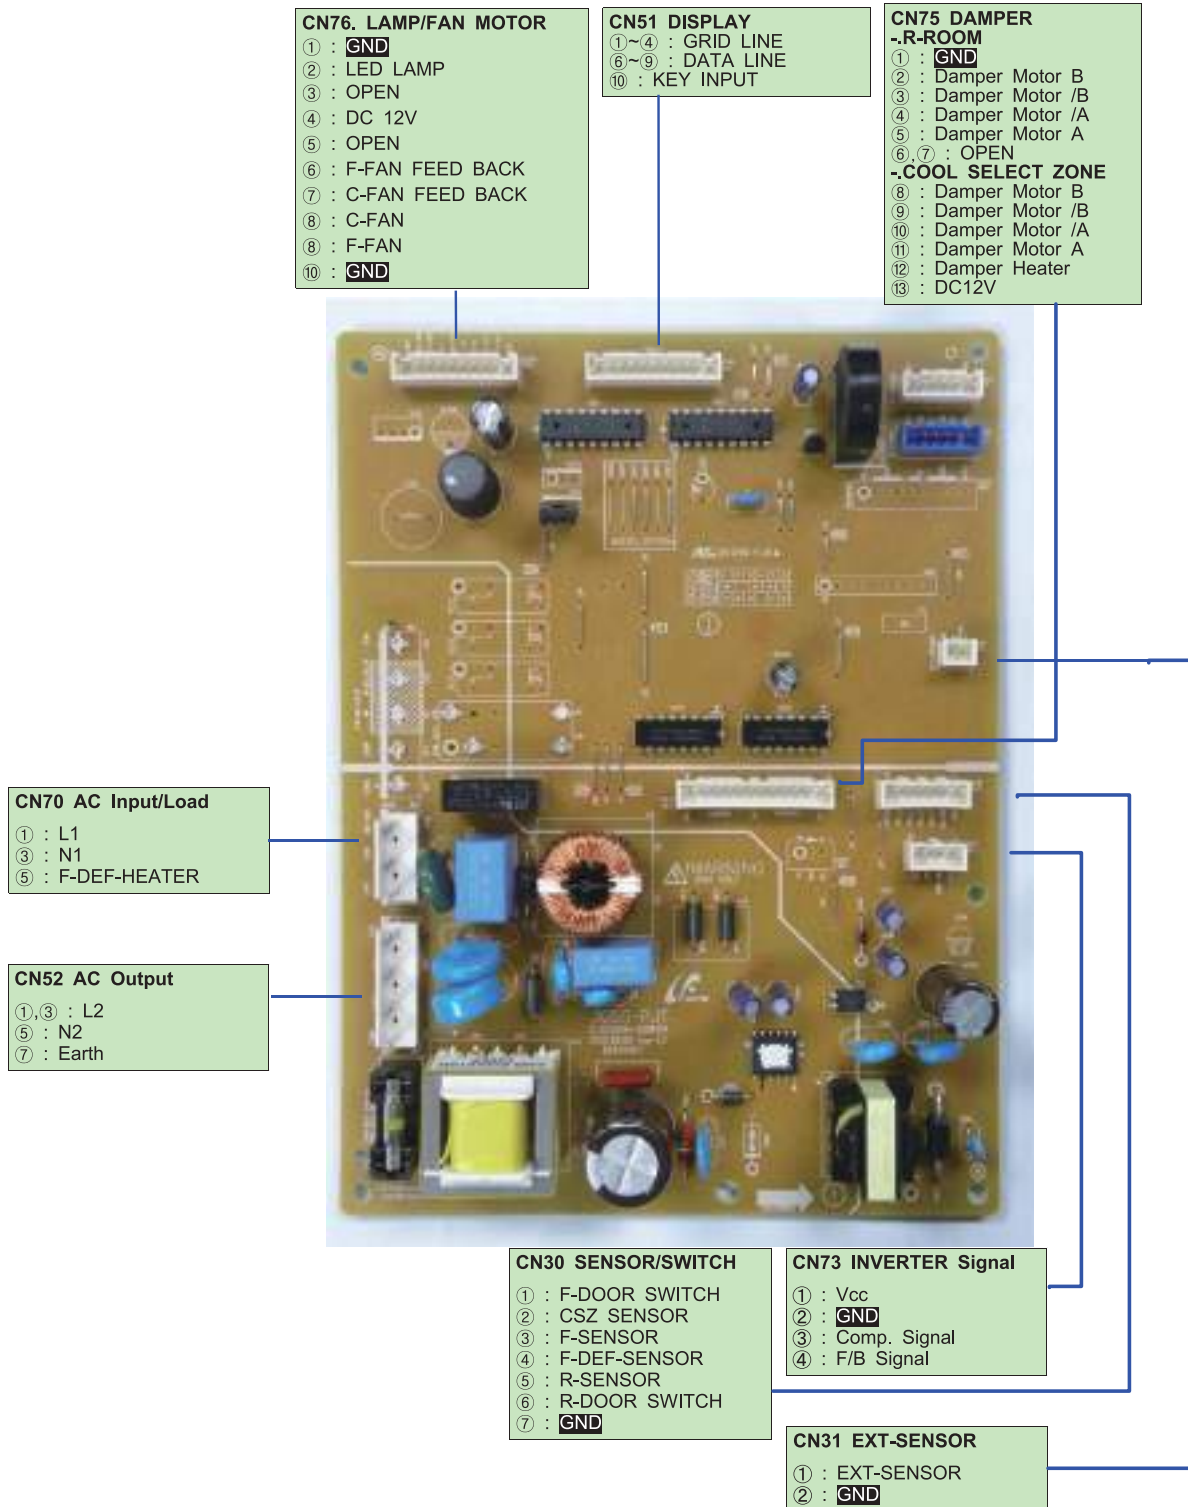 CN76. LAMP/FAN MOTOR
① : GND
② : LED LAMP
③ : OPEN
④ : DC 12V
⑤ : OPEN
⑥ : F-FAN FEED BACK
⑦ : C-FAN FEED BACK
⑧ : C-FAN
⑧ : F-FAN
⑩ : GND
CN51 DISPLAY
①~④ : GRID LINE
⑥~⑨ : DATA LINE
⑩ : KEY INPUT
CN75 DAMPER
-.R-ROOM
① : GND
② : Damper Motor B
③ : Damper Motor /B
④ : Damper Motor /A
⑤ : Damper Motor A
⑥,⑦ : OPEN
-.COOL SELECT ZONE
⑧ : Damper Motor B
⑨ : Damper Motor /B
⑩ : Damper Motor /A
⑪ : Damper Motor A
⑫ : Damper Heater
⑬ : DC12V
CN70 AC Input/Load
① : L1
③ : N1
⑤ : F-DEF-HEATER
WARNING
CN52 AC Output
①,③ : L2
⑤ : N2
⑦ : Earth
CN30 SENSOR/SWITCH
① : F-DOOR SWITCH
② : CSZ SENSOR
③ : F-SENSOR
④ : F-DEF-SENSOR
⑤ : R-SENSOR
⑥ : R-DOOR SWITCH
⑦ : GND
CN73 INVERTER Signal
① : Vcc
② : GND
③ : Comp. Signal
④ : F/B Signal
CN31 EXT-SENSOR
① : EXT-SENSOR
② : GND